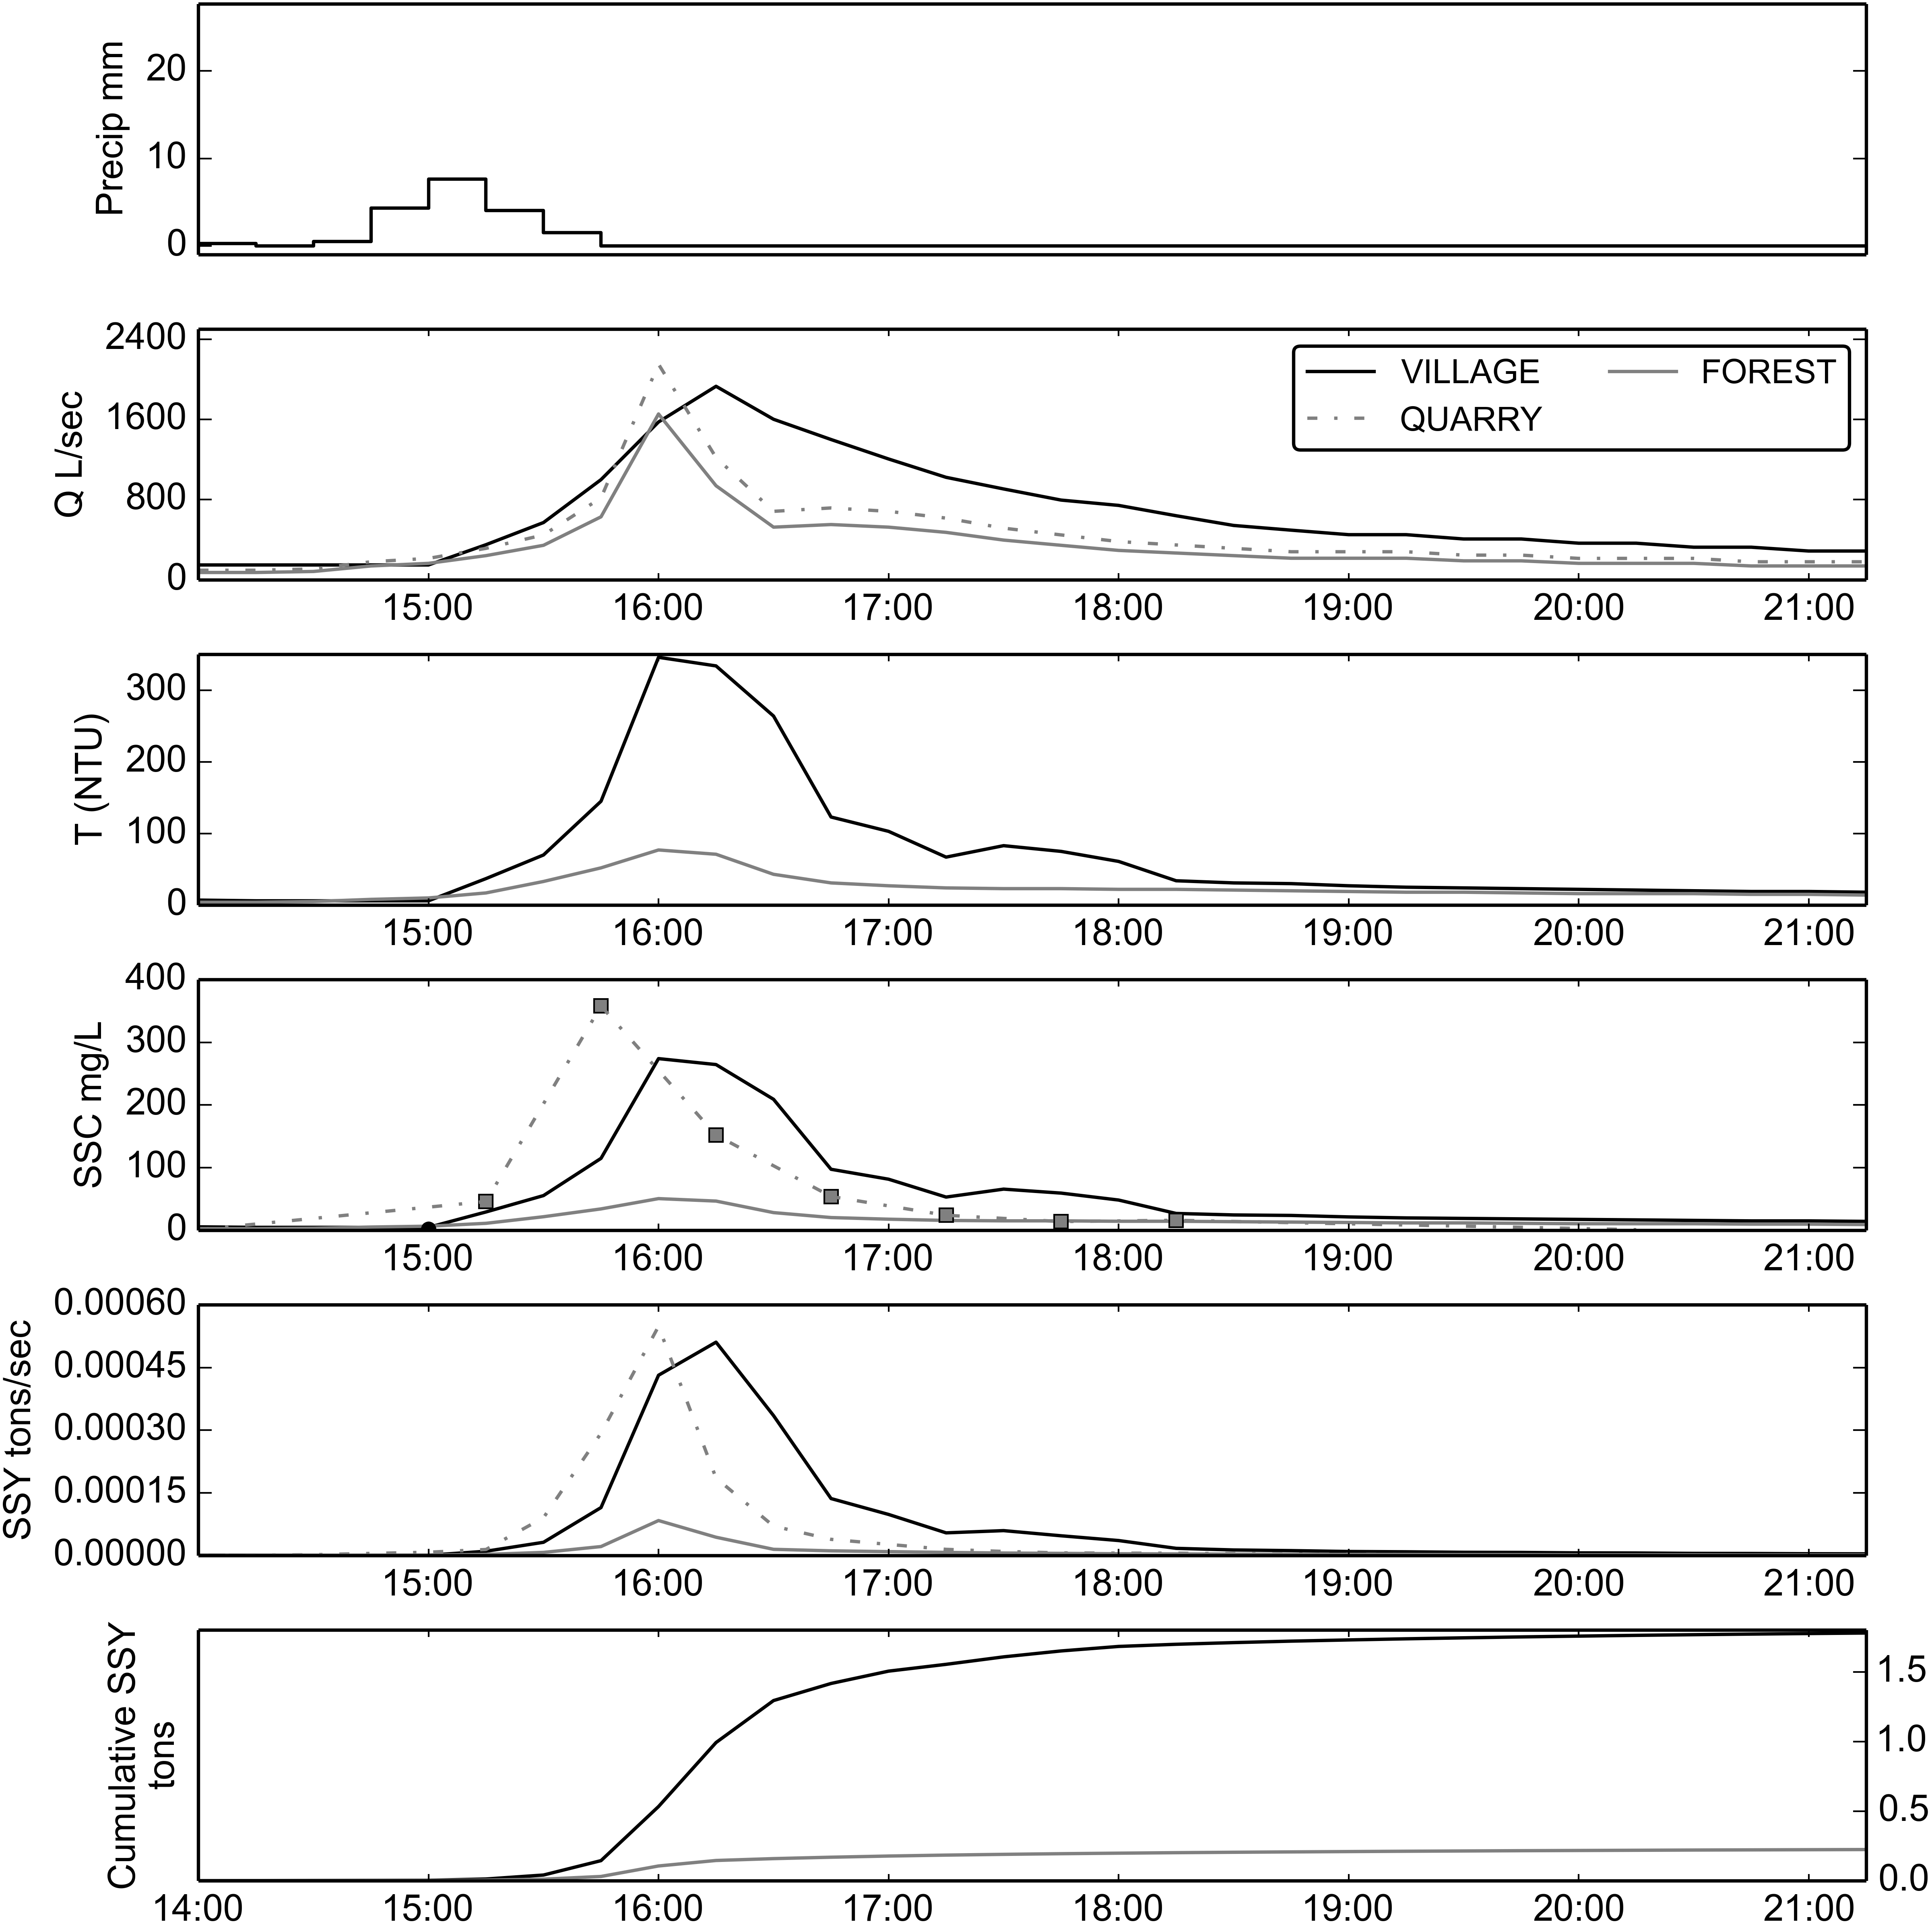 Precip mm
20
10
0
Q L/sec
2400
1600
800
0
VILLAGE FOREST
QUARRY
15:00 16:00 17:00 18:00 19:00 20:00 21:00
T (NTU)
300
200
100
0
15:00 16:00 17:00 18:00 19:00 20:00 21:00
SSC mg/L
400
300
200
100
0
15:00 16:00 17:00 18:00 19:00 20:00 21:00
SSY tons/sec
0.00060
0.00045
0.00030
0.00015
0.00000
15:00 16:00 17:00 18:00 19:00 20:00 21:00
Cumulative SSY
tons
1.5
1.0
0.5
0.0
14:00 15:00 16:00 17:00 18:00 19:00 20:00 21:00